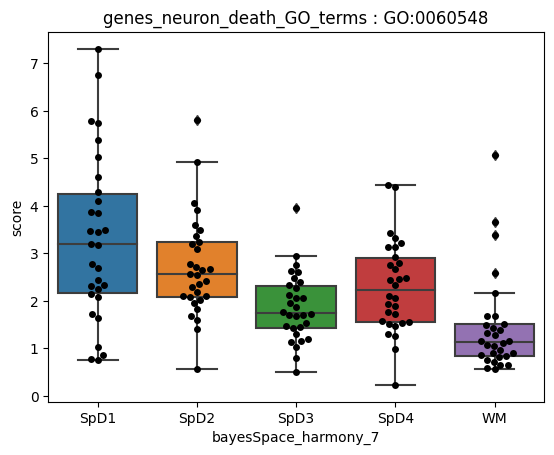 genes_neuron_death_GO_terms : GO:0060548
7
6
5
4
3
2
1
0
score
SpD1 SpD2 SpD3 SpD4 WM
bayesSpace_harmony_7